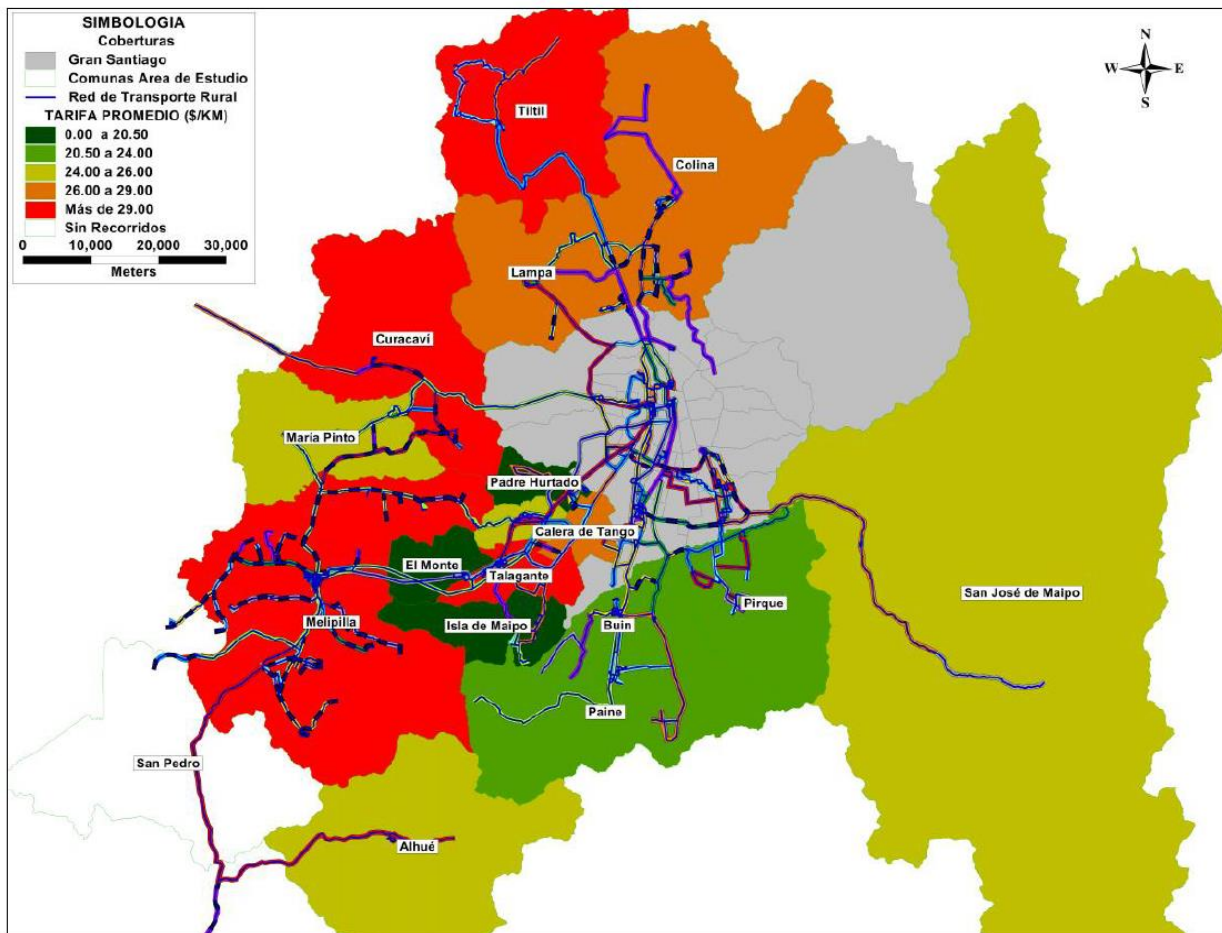 SIMBOLOGIA
Coberturas
Gran Santiago
Comunas Area de Estudio
Red de Transporte Rural
TARIFA PROMEDIO ($/KM)
0.00 a 20.50
20.50 a 24.00
24.00 a 26.00
26.00 a 29.00
Más de 29.00
Sin Recorridos
0 10,000 20,000 30,000
Meters
N
W E
S
Tiltil
Colina
Lampa
Curacaví
María Pinto
Padre Hurtado
Calera de Tango
El Monte
Talagante
Pirque
San José de Maipo
Melipilla
Isla de Maipo
Buin
Paine
San Pedro
Alhué